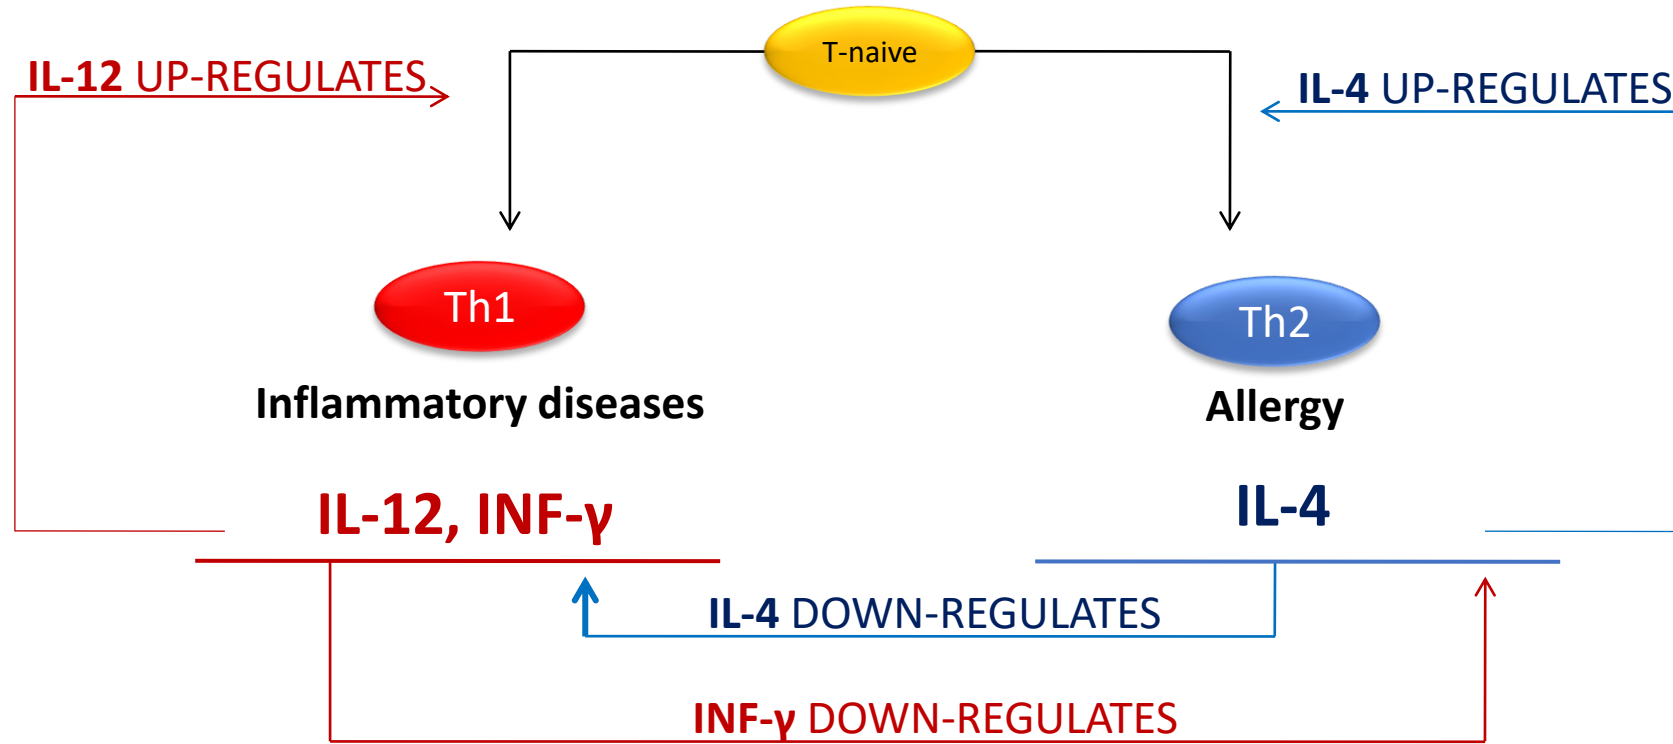 T-naive
IL-12 UP-REGULATES
IL-4 UP-REGULATES
Th1
Th2
Inflammatory diseases
Allergy
IL-12, INF-γ
IL-4
IL-4 DOWN-REGULATES
INF-γ DOWN-REGULATES